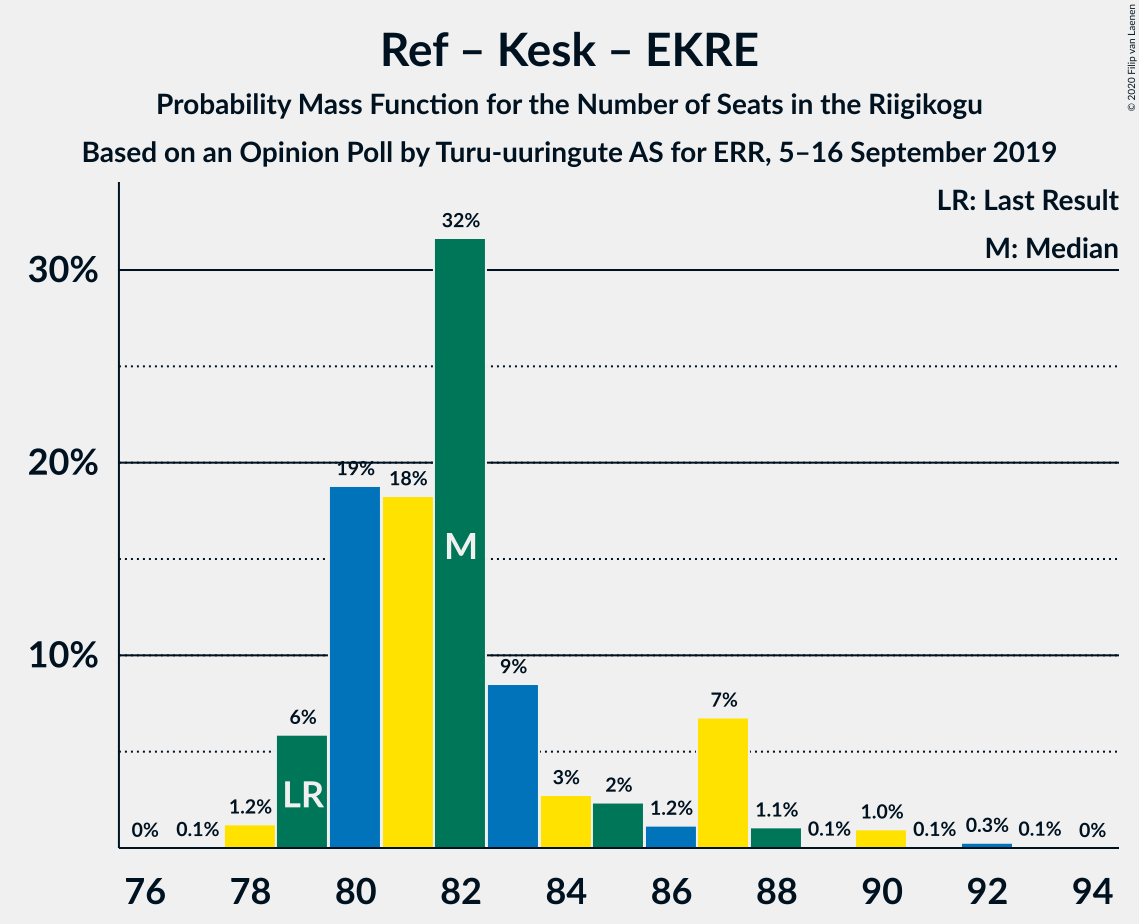 Ref – Kesk – EKRE
Probability Mass Function for the Number of Seats in the Riigikogu
Based on an Opinion Poll by Turu-uuringute AS for ERR, 5–16 September 2019
© 2020 Filip van Laenen
LR: Last Result
M: Median
30%
20%
10%
0%
0.1%
1.2%
6%
19%
18%
32%
9%
3%
2%
1.2%
7%
1.1%
0.1%
1.0%
0.1%
0.3%
0.1%
0%
LR
M
76 78 80 82 84 86 88 90 92 94